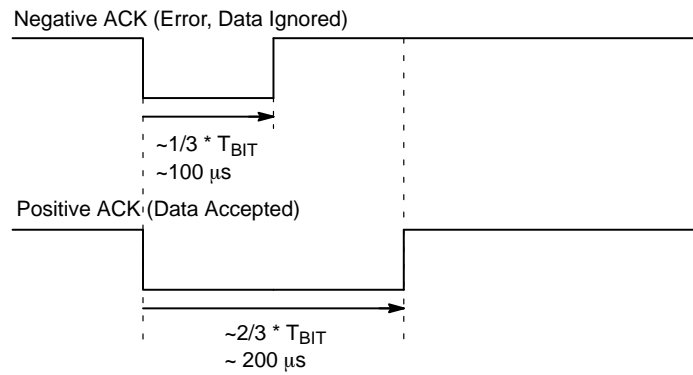 Negative ACK (Error, Data Ignored)
~1/3 * TBIT
~100 μs
Positive ACK (Data Accepted)
~2/3 * TBIT
~ 200 μs